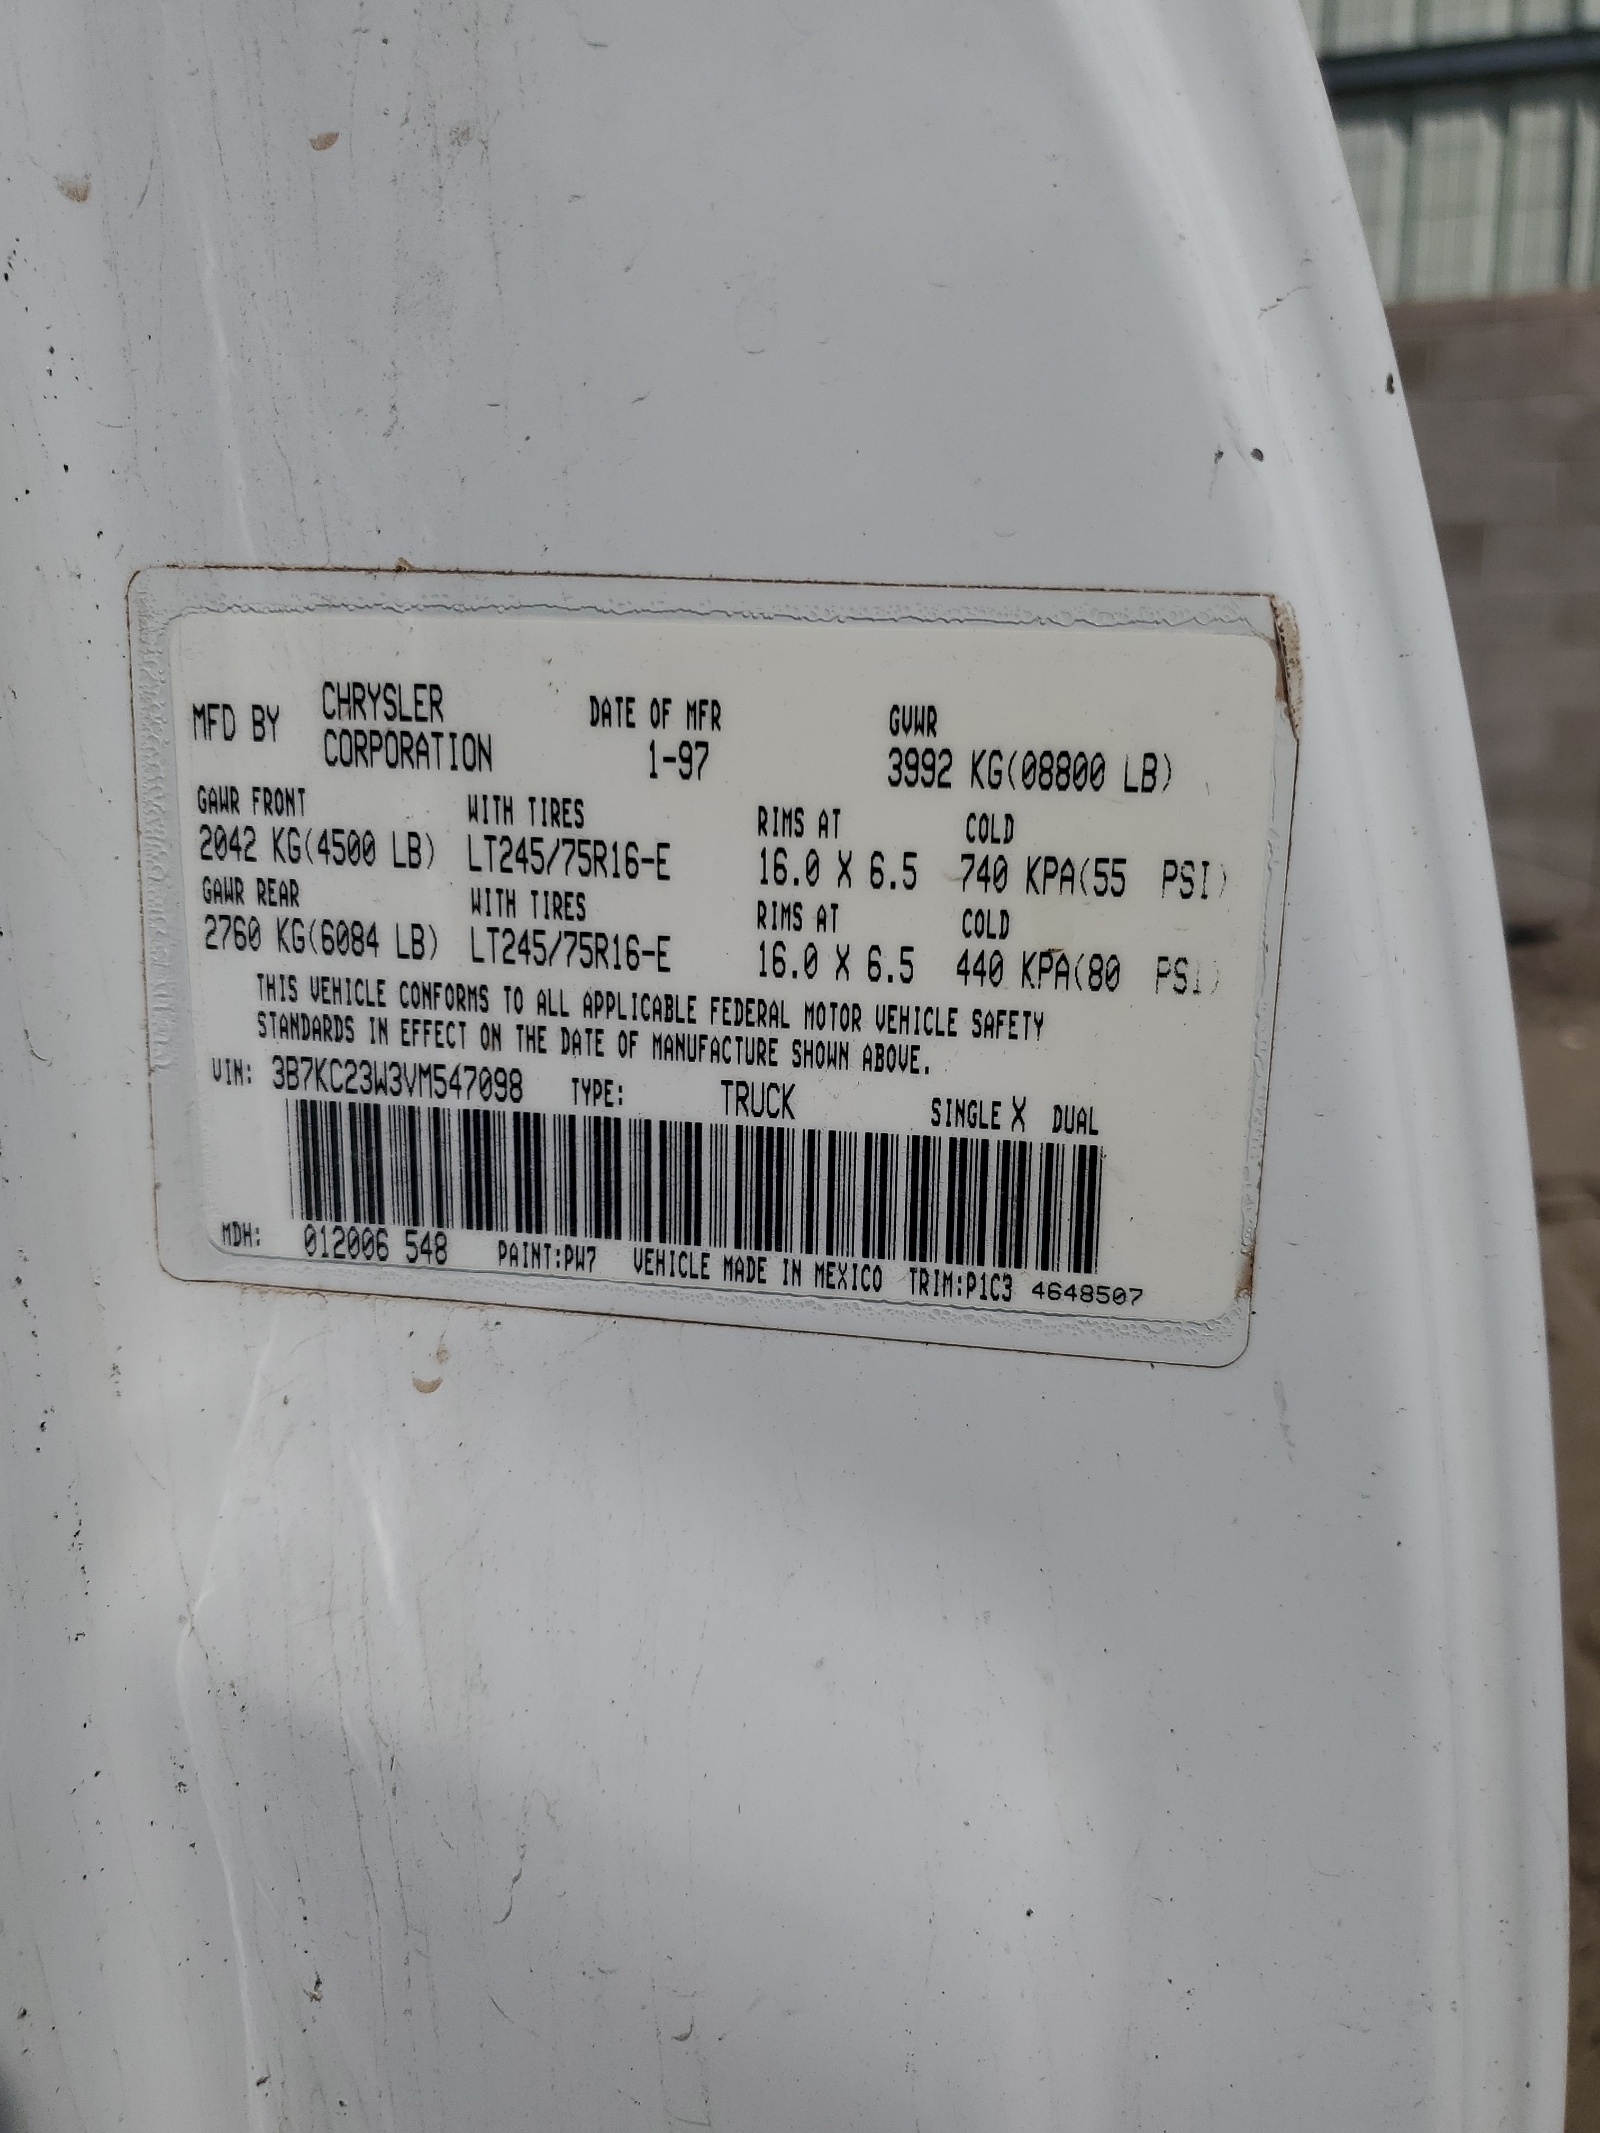 MFD BY CHRYSLER CORPORATION DATE OF MFR 1-97 GVWR 3992 KG(08800 LB)
GAWR FRONT WITH TIRES RIMS AT COLD
2042 KG(4500 LB) LT245/75R16-E 16.0 X 6.5 740 KPA(55 PSI)
GAWR REAR WITH TIRES RIMS AT COLD
2760 KG(6084 LB) LT245/75R16-E 16.0 X 6.5 440 KPA(80 PSI)
THIS VEHICLE CONFORMS TO ALL APPLICABLE FEDERAL MOTOR VEHICLE SAFETY
STANDARDS IN EFFECT ON THE DATE OF MANUFACTURE SHOWN ABOVE.
VIN: 3B7KC23W3VM547098 TYPE: TRUCK SINGLE X DUAL
MDH: 012006 548 PAINT:PW7 VEHICLE MADE IN MEXICO TRIM:P1C3 4648507